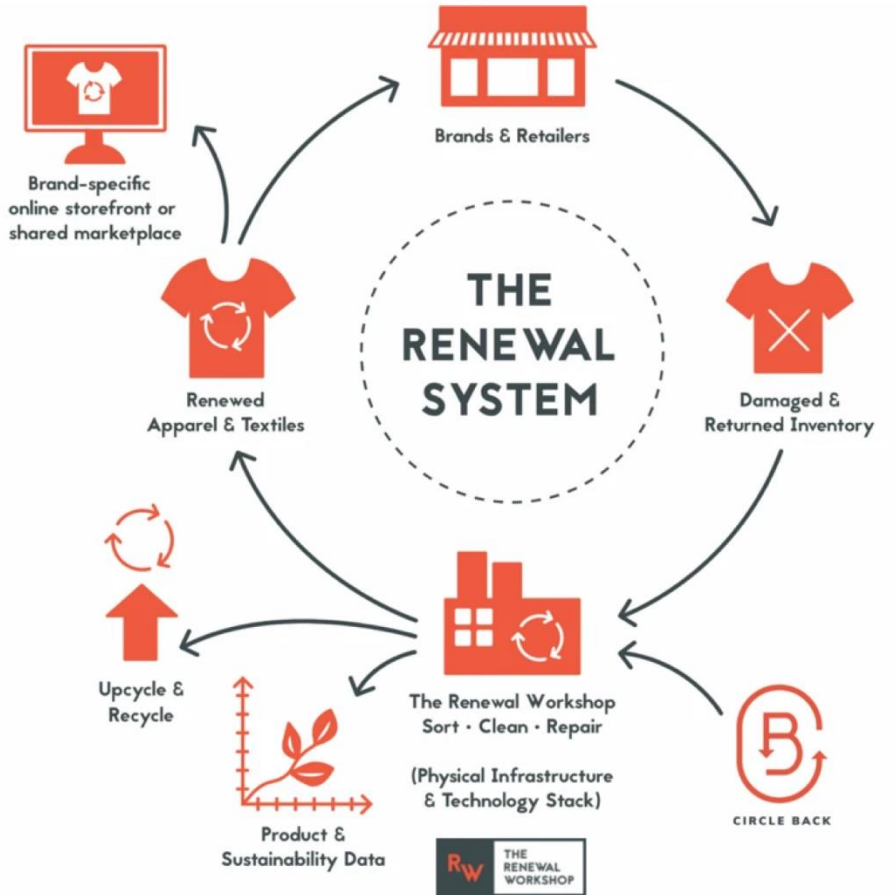 Brands & Retailers
Brand-specific
online storefront or
shared marketplace
THE
RENEWAL
SYSTEM
Renewed
Apparel & Textiles
Damaged &
Returned Inventory
Upcycle &
Recycle
The Renewal Workshop
Sort · Clean · Repair
(Physical Infrastructure
& Technology Stack)
Product &
Sustainability Data
B
CIRCLE BACK
RW
THE
RENEWAL
WORKSHOP